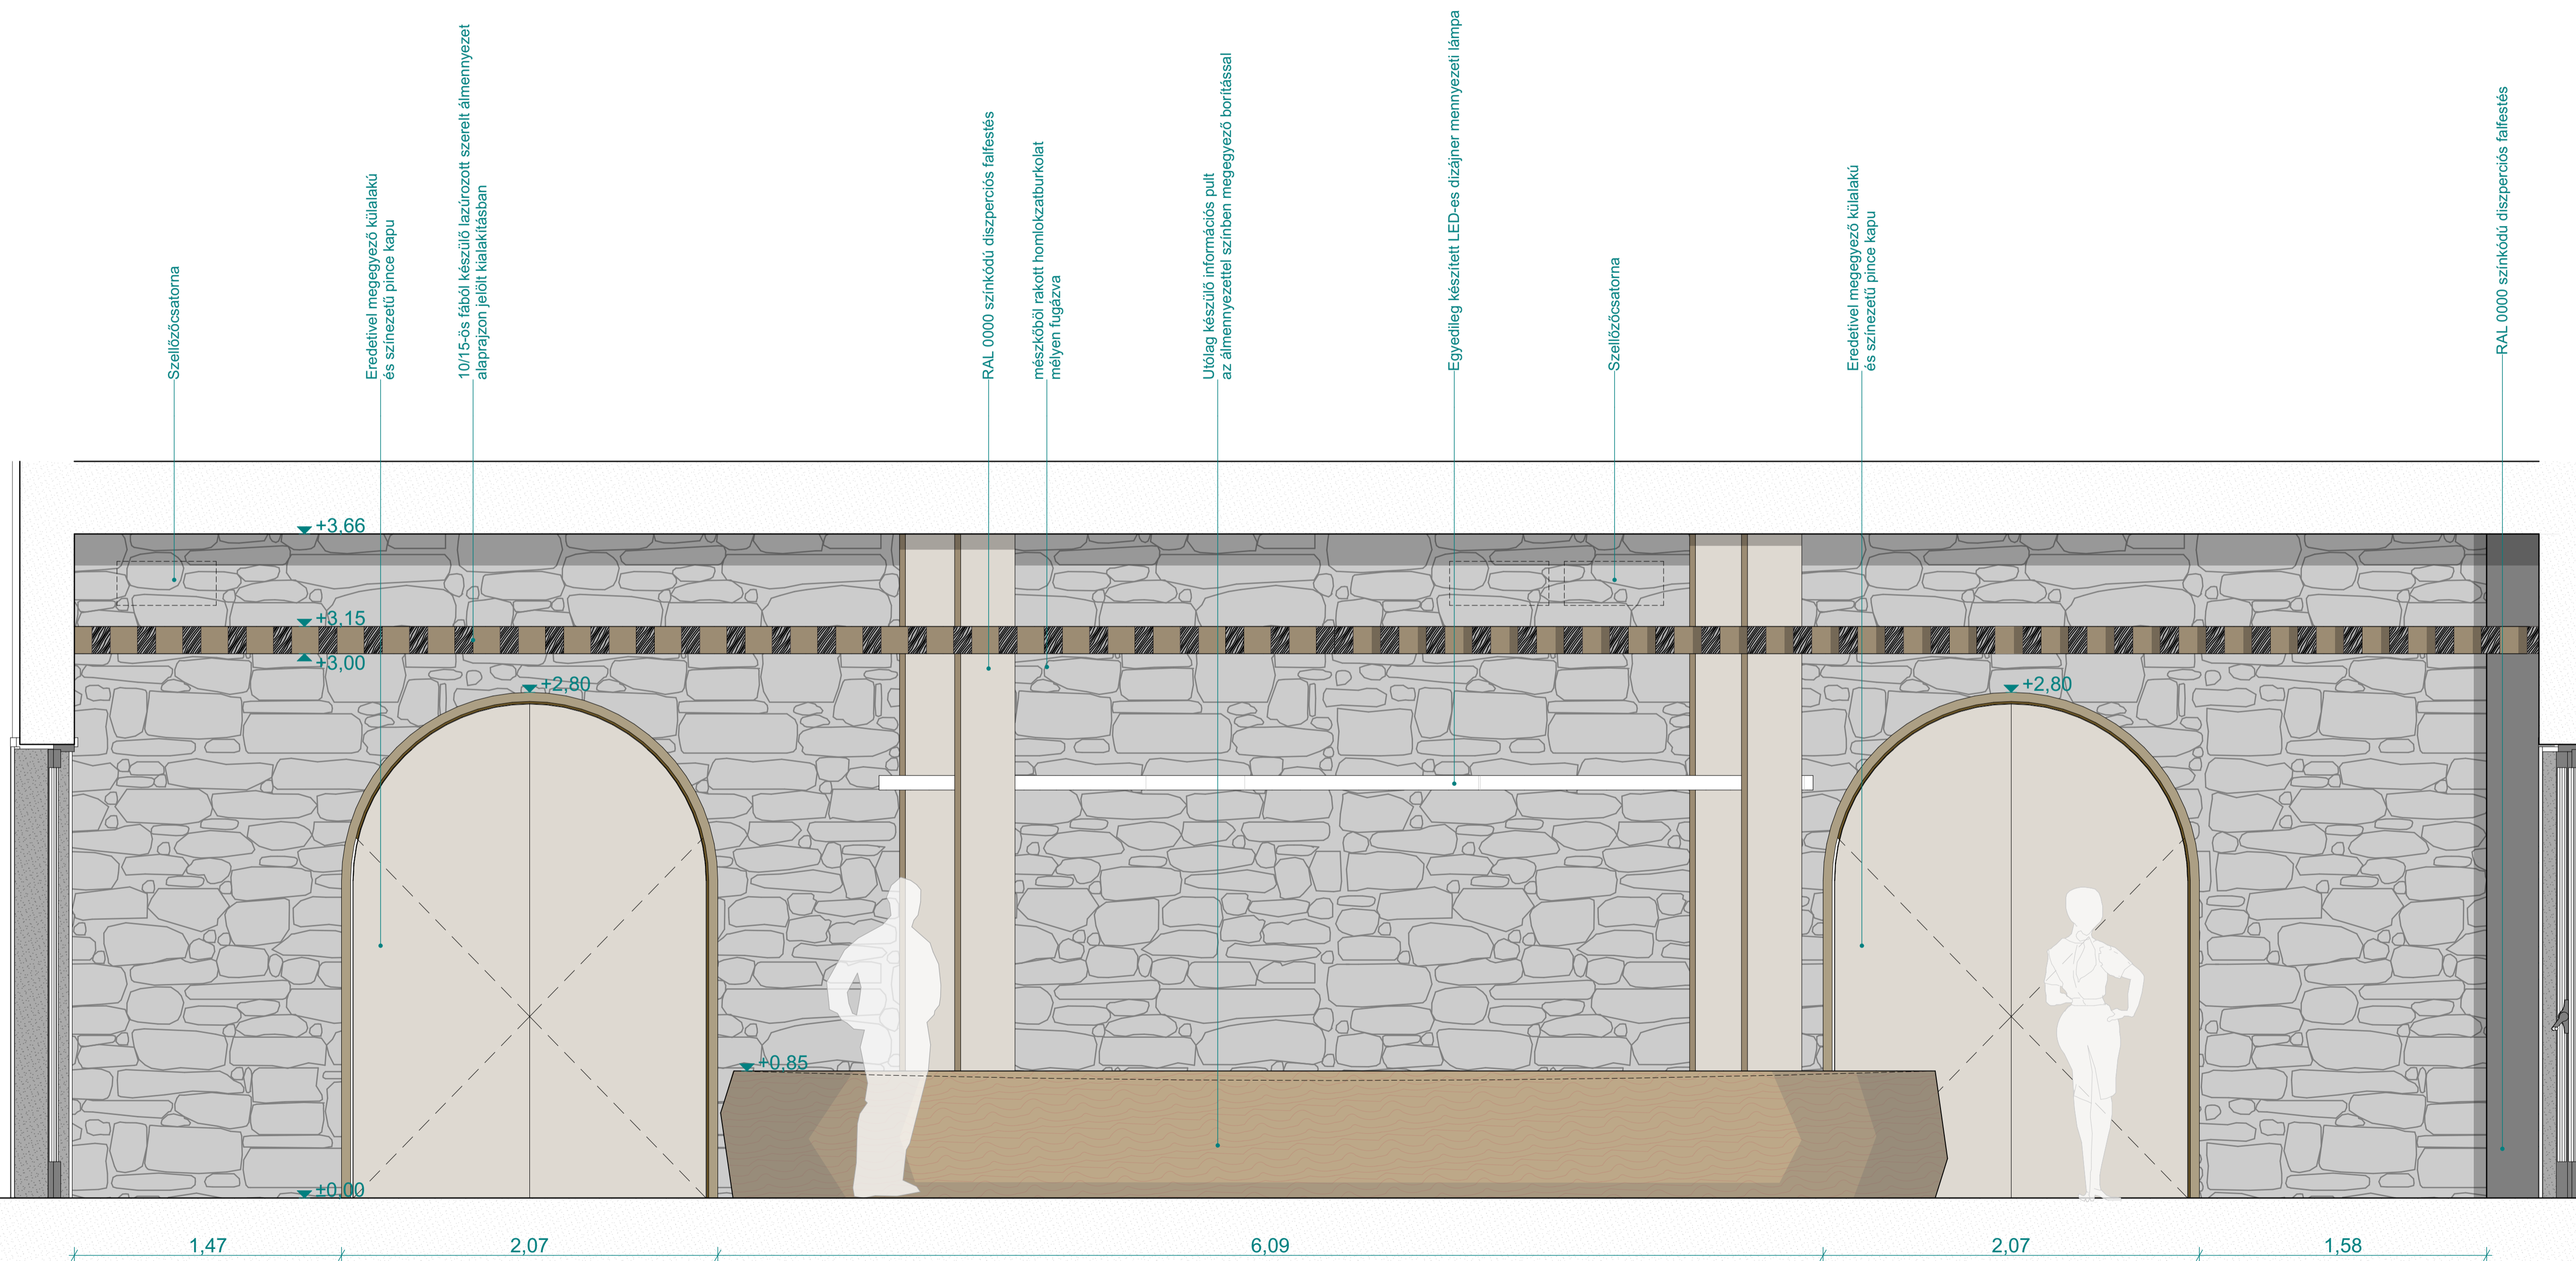 Szellőzőcsatorna
Eredetivel megegyező külalakú
és színezetű pince kapu
10/15-ös fából készülő lazúrozott szerelt álmennyezet
alaprajzon jelölt kialakításban
RAL 0000 színkódú diszperciós falfestés
mészkőből rakott homlokzatburkolat
mélyen fugázva
Utólag készülő információs pult
az álmennyezettel színben megegyező borítással
Egyedileg készített LED-es dizájner mennyezeti lámpa
Szellőzőcsatorna
Eredetivel megegyező külalakú
és színezetű pince kapu
RAL 0000 színkódú diszperciós falfestés
+3,66
+3,15
+3,00
+2,80
+2,80
+0,85
±0,00
1,47
2,07
6,09
2,07
1,58